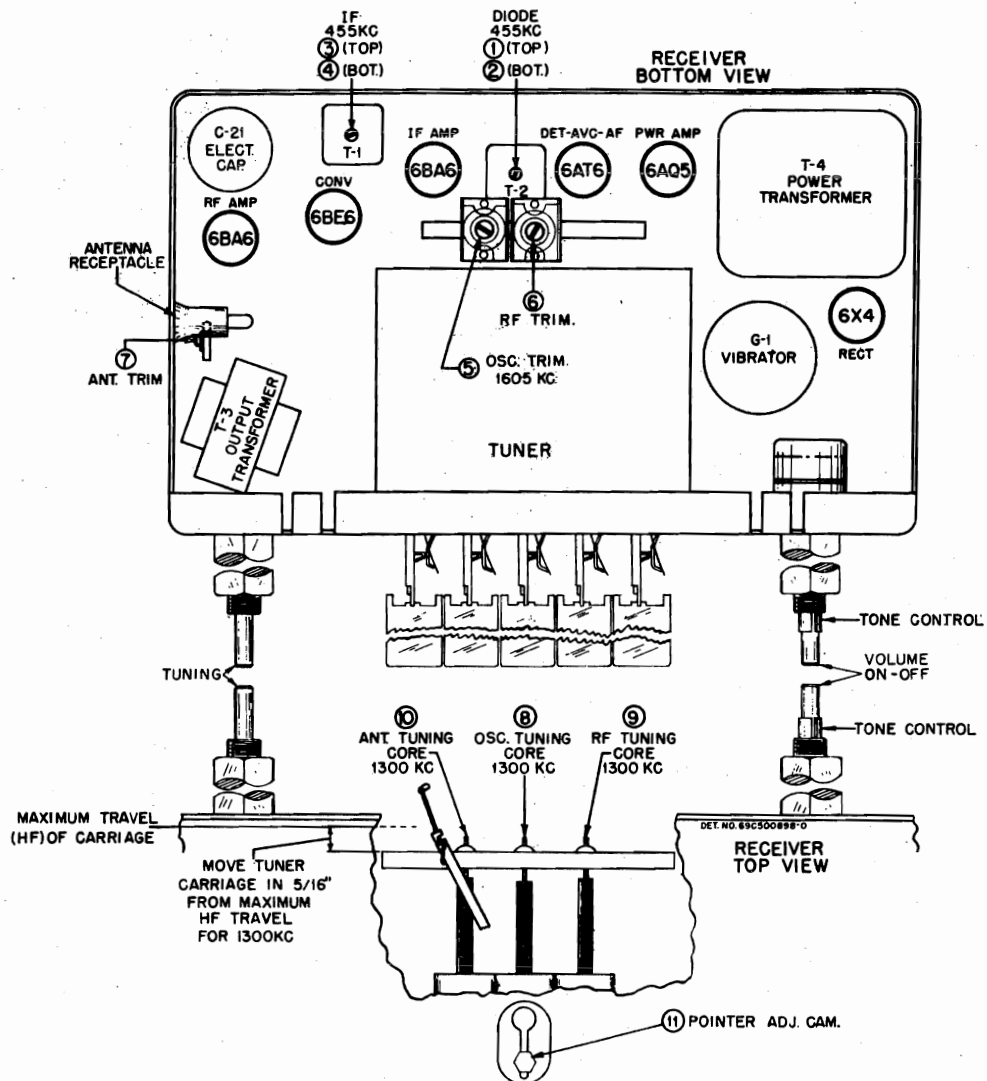 IF
455KC
③ (TOP)
④ (BOT.)
DIODE
455KC
① (TOP)
② (BOT.)
RECEIVER
BOTTOM VIEW
C-21
ELECT.
CAP.
T-1
IF AMP
6BA6
T-2
DET-AVC-AF
6AT6
PWR AMP
6AQ5
T-4
POWER
TRANSFORMER
RF AMP
6BA6
CONV
6BE6
ANTENNA
RECEPTACLE
⑦
ANT. TRIM
⑥
RF TRIM.
⑤ OSC. TRIM.
1605 KC.
G-1
VIBRATOR
6X4
RECT
T-3
OUTPUT
TRANSFORMER
TUNER
TONE CONTROL
TUNING
VOLUME
ON-OFF
TONE CONTROL
⑩
ANT. TUNING
CORE
1300 KC
⑧
OSC. TUNING
CORE
1300 KC
⑨
RF TUNING
CORE
1300 KC
MAXIMUM TRAVEL
(HF) OF CARRIAGE
MOVE TUNER
CARRIAGE IN 5/16"
FROM MAXIMUM
HF TRAVEL
FOR 1300KC
DET. NO. 69C500898-0
RECEIVER
TOP VIEW
⑪ POINTER ADJ. CAM.